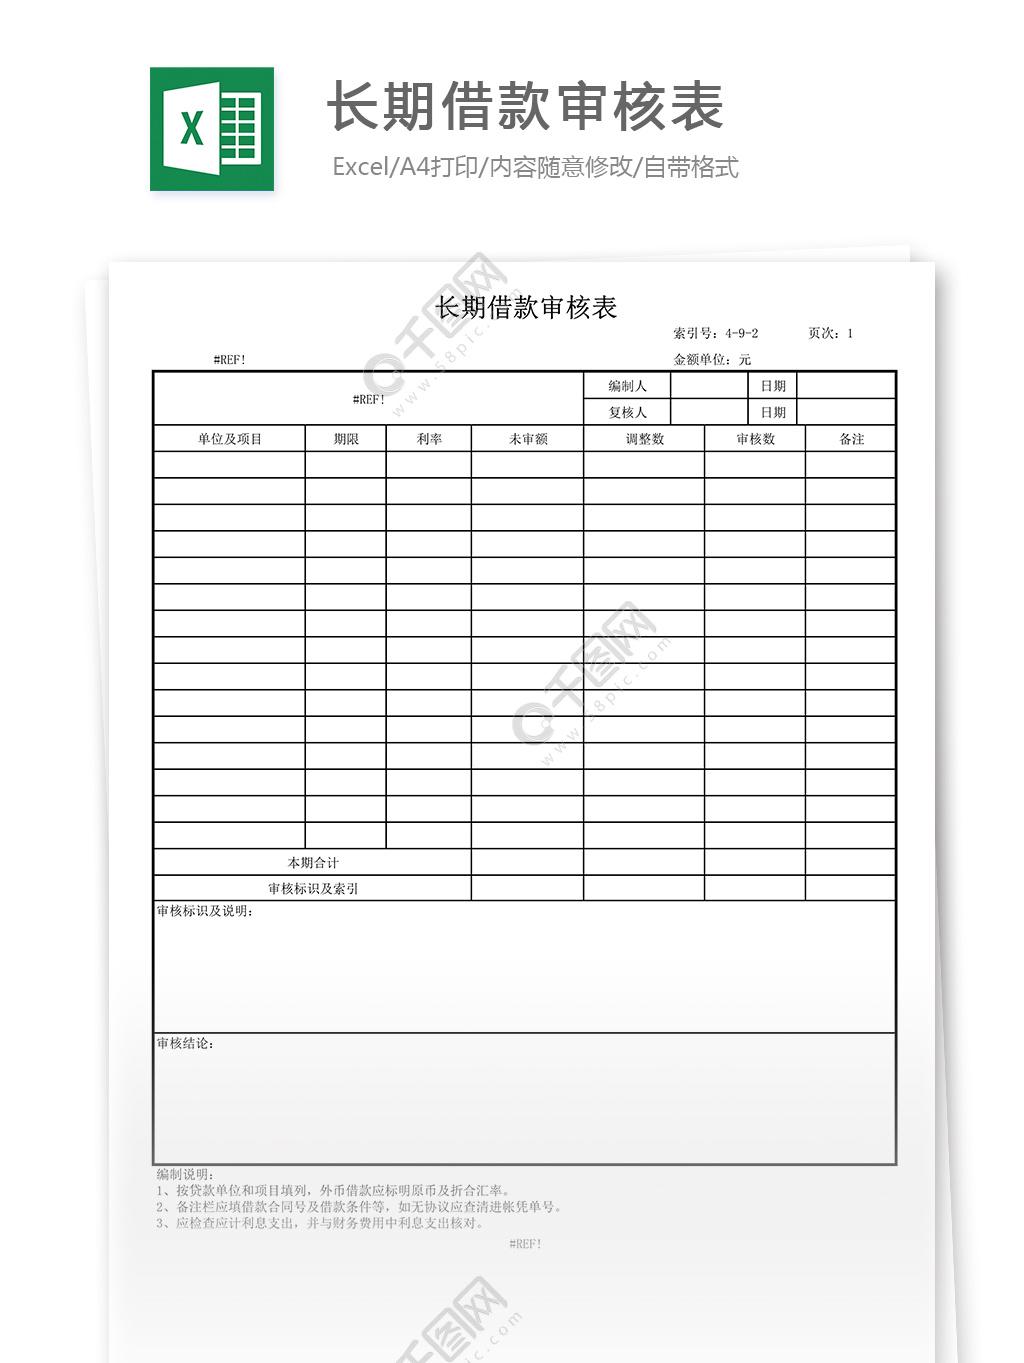 长期借款审核表
Excel/A4打印/内容随意修改/自带格式
长期借款审核表
索引号：4-9-2 页次：1
#REF! 金额单位：元
#REF! 编制人 日期
复核人 日期
单位及项目 期限 利率 未审额 调整数 审核数 备注
本期合计
审核标识及索引
审核标识及说明：
审核结论：
编制说明：
1、按贷款单位和项目填列，外币借款应标明原币及折合汇率。
2、备注栏应填借款合同号及借款条件等，如无协议应查清进帐凭单号。
3、应检查应计利息支出，并与财务费用中利息支出核对。
#REF!
千图网
www.58pic.com
千图网
www.58pic.com
千图网